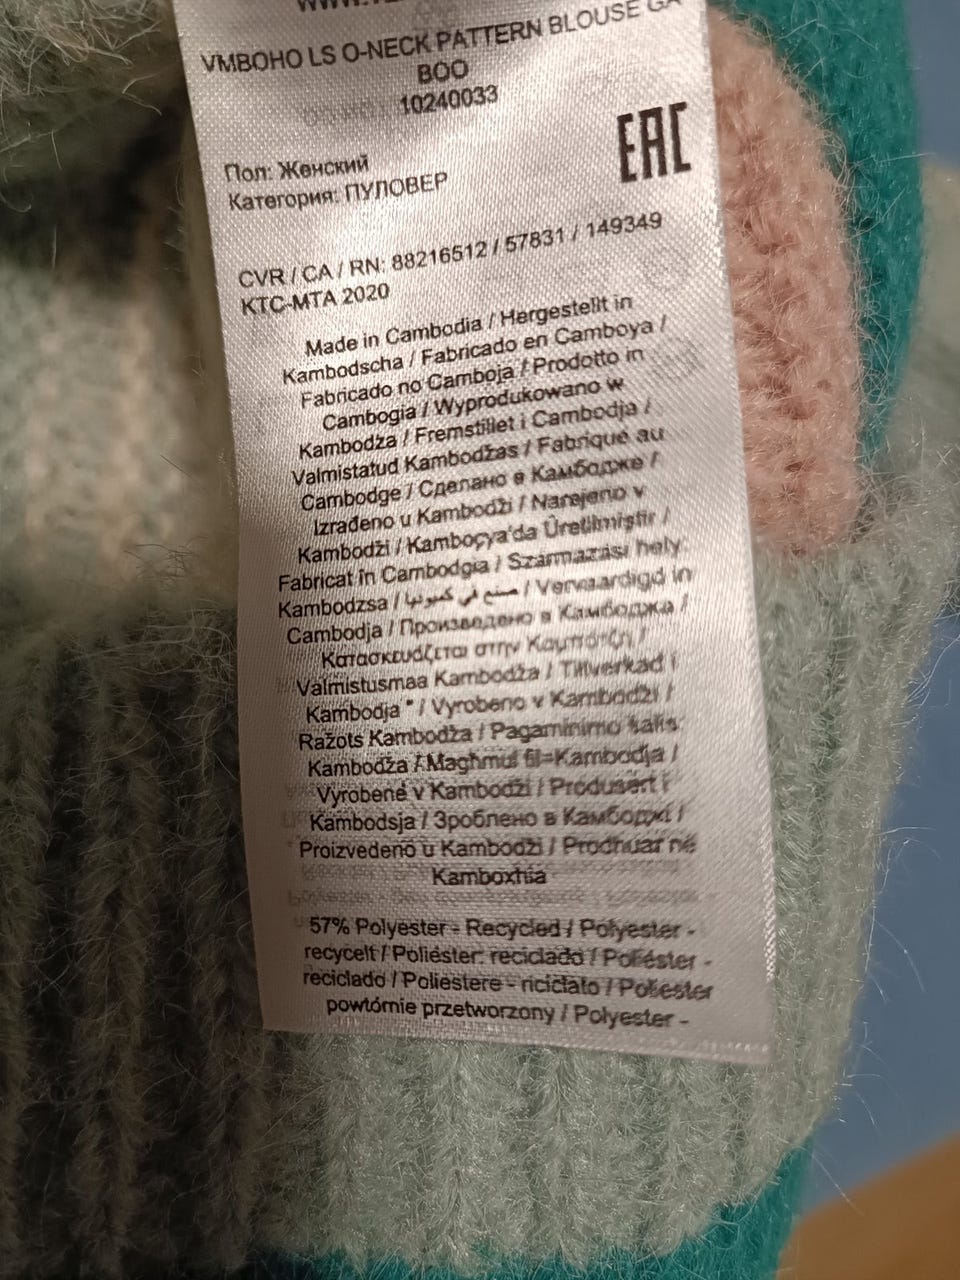 VMBOHO LS O-NECK PATTERN BLOUSE GA
BOO
10240033
EAC
Пол: Женский
Категория: ПУЛОВЕР
CVR / CA / RN: 88216512 / 57831 / 149349
KTC-MTA 2020
Made in Cambodia / Hergestellt in
Kambodscha / Fabricado en Camboya /
Fabricado no Camboja / Prodotto in
Cambogia / Wyprodukowano w
Kambodża / Fremstillet i Cambodja /
Valmistatud Kambodžas / Fabriqué au
Cambodge / Сделано в Камбодже /
Izrađeno u Kambodži / Narejeno v
Kambodži / Kamboçya'da Üretilmiştir /
Fabricat în Cambodgia / Származási hely:
Kambodzsa / صنع في كمبوديا / Vervaardigd in
Cambodja / Произведено в Камбоджа /
Κατασκευάζεται στην Καμπότζη /
Valmistusmaa Kambodža / Tillverkad i
Kambodja * / Vyrobeno v Kambodži /
Ražots Kambodža / Pagaminimo šalis:
Kambodža / Magħmul fil=Kambodja /
Vyrobené v Kambodži / Produsert i
Kambodsja / Зроблено в Камбоджі /
Proizvedeno u Kambodži / Prodhuar në
Kamboxhia
57% Polyester - Recycled / Polyester -
recycelt / Poliéster: reciclado / Poliéster -
reciclado / Poliestere - riciclato / Poliester
powtórnie przetworzony / Polyester -